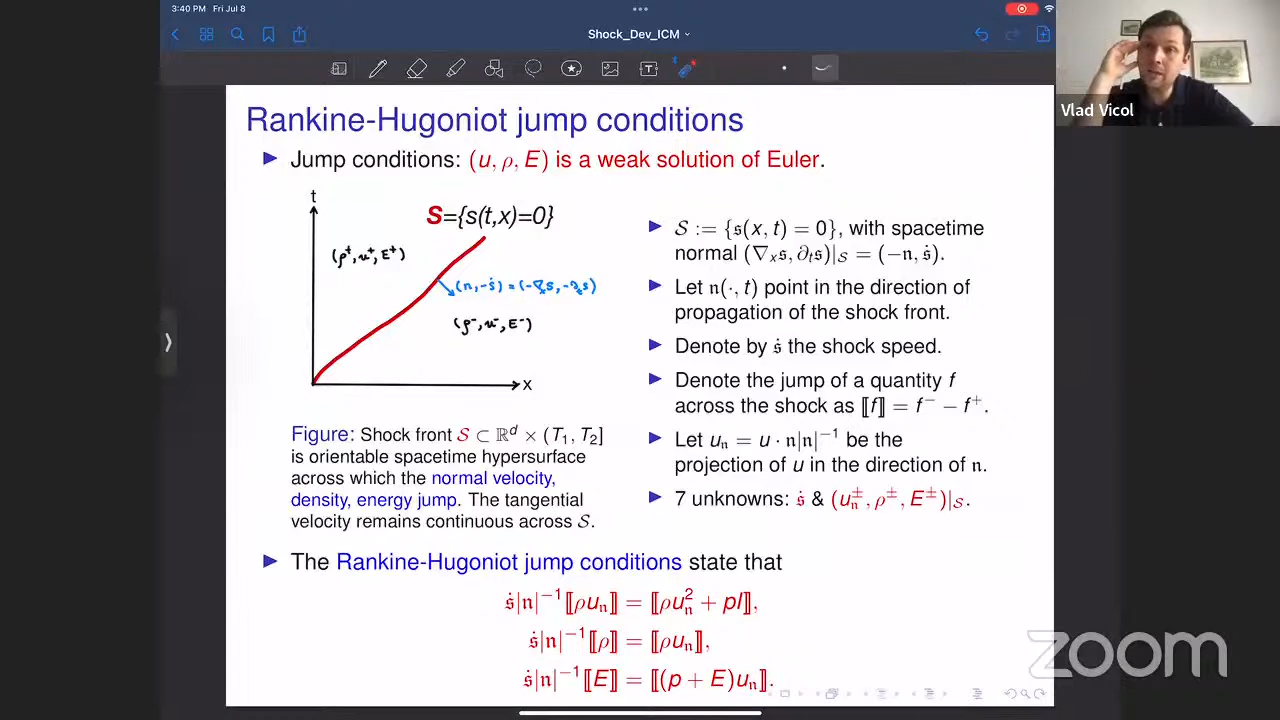 3:40 PM Fri Jul 8
Shock_Dev_ICM
Vlad Vicol
Rankine-Hugoniot jump conditions
Jump conditions: (u, ρ, E) is a weak solution of Euler.
t
S={s(t,x)=0}
(ρ⁺, u⁺, E⁺)
(n, -ṡ) = (-∇ₓs, -∂ₜs)
(ρ⁻, u⁻, E⁻)
x
Figure: Shock front 𝒮 ⊂ ℝᵈ × (T₁, T₂]
is orientable spacetime hypersurface
across which the normal velocity,
density, energy jump. The tangential
velocity remains continuous across 𝒮.
𝒮 := {𝔰(x, t) = 0}, with spacetime
normal (∇ₓ𝔰, ∂ₜ𝔰)|𝒮 = (−𝔫, 𝔰̇).
Let 𝔫(·, t) point in the direction of
propagation of the shock front.
Denote by 𝔰̇ the shock speed.
Denote the jump of a quantity f
across the shock as ⟦f⟧ = f⁻ − f⁺.
Let u𝔫 = u · 𝔫|𝔫|⁻¹ be the
projection of u in the direction of 𝔫.
7 unknowns: 𝔰̇ & (u𝔫^±, ρ^±, E^±)|𝒮.
The Rankine-Hugoniot jump conditions state that
𝔰̇|𝔫|⁻¹⟦ρu𝔫⟧ = ⟦ρu𝔫² + pI⟧,
𝔰̇|𝔫|⁻¹⟦ρ⟧ = ⟦ρu𝔫⟧,
𝔰̇|𝔫|⁻¹⟦E⟧ = ⟦(p + E)u𝔫⟧.
zoom